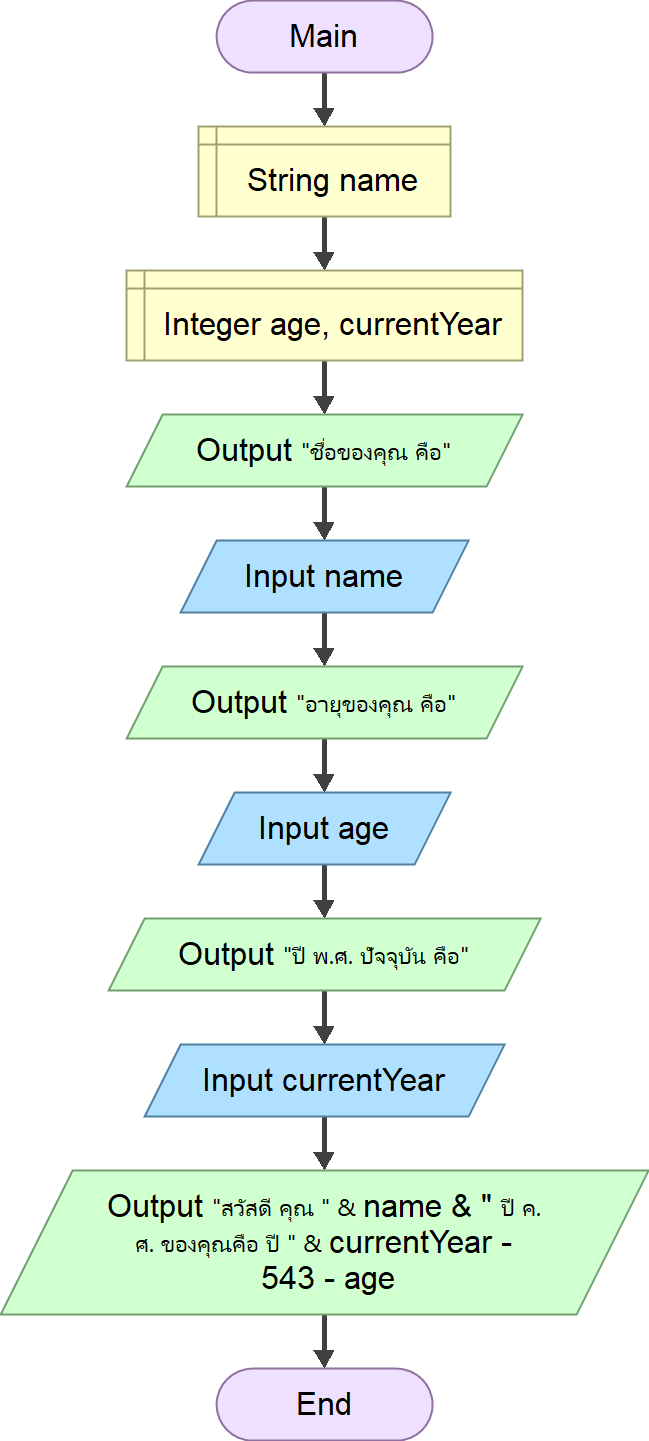 Main
String name
Integer age, currentYear
Output "ชื่อของคุณ คือ"
Input name
Output "อายุของคุณ คือ"
Input age
Output "ปี พ.ศ. ปัจจุบัน คือ"
Input currentYear
Output "สวัสดี คุณ " & name & " ปี ค.
ศ. ของคุณคือ ปี " & currentYear -
543 - age
End